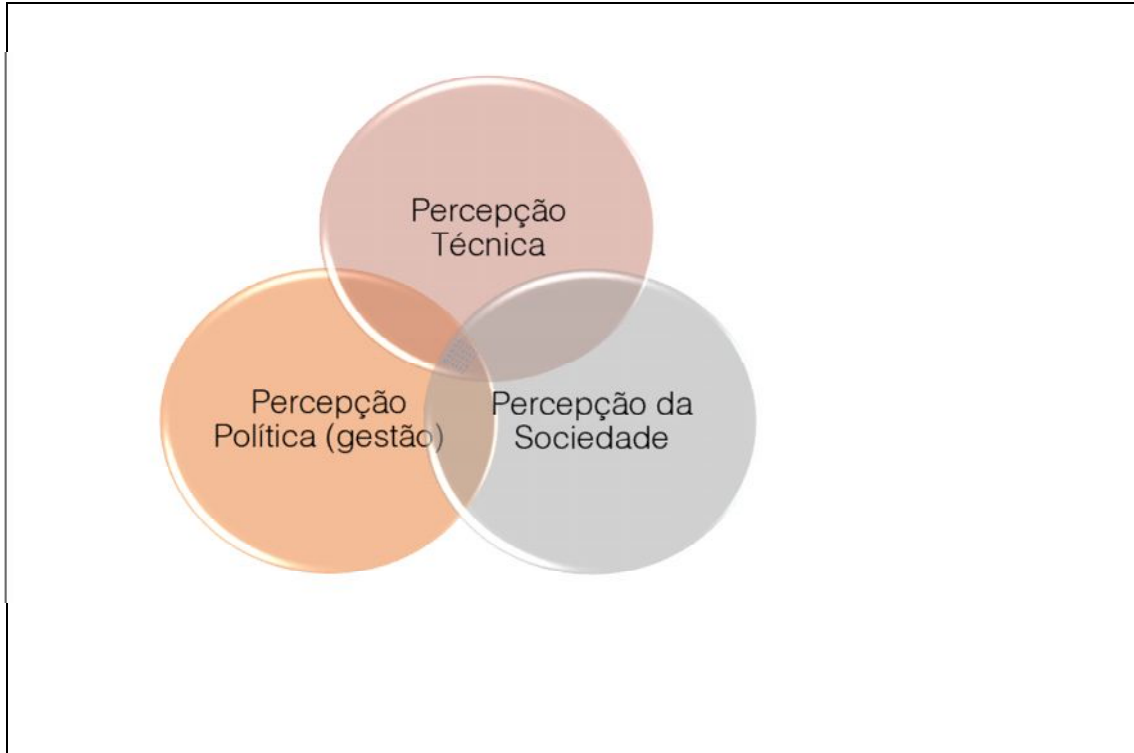 Percepção
Técnica
Percepção
Política (gestão)
Percepção da
Sociedade